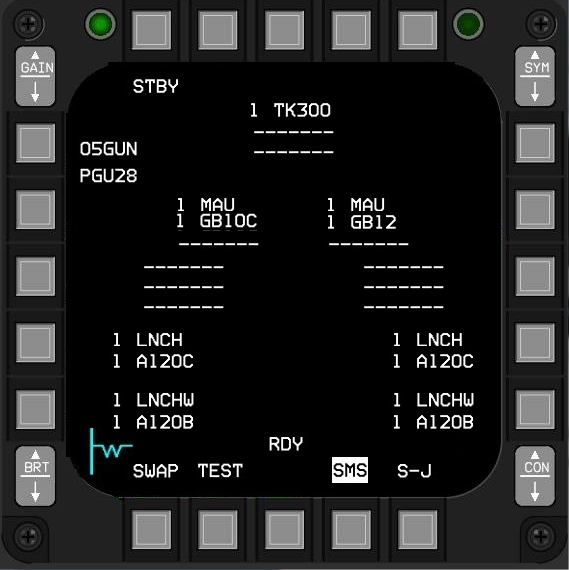 GAIN
SYM
STBY
1 TK300
-------
-------
05GUN
PGU28
1 MAU
1 GB10C
-------
1 MAU
1 GB12
-------
-------
-------
-------
-------
-------
-------
1 LNCH
1 A120C
1 LNCH
1 A120C
1 LNCHW
1 A120B
1 LNCHW
1 A120B
RDY
BRT
CON
SWAP TEST SMS S-J